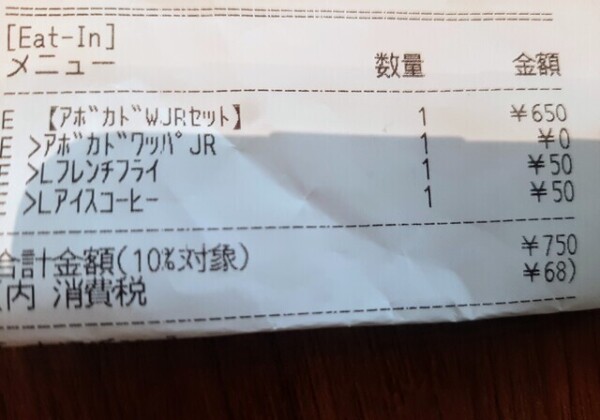 [Eat-In]
メニュー 数量 金額
E 【アボカドW.JRセット】 1 ¥650
E >アボカドワッパJR 1 ¥0
E >Lフレンチフライ 1 ¥50
E >Lアイスコーヒー 1 ¥50
合計金額(10%対象) ¥750
(内 消費税 ¥68)